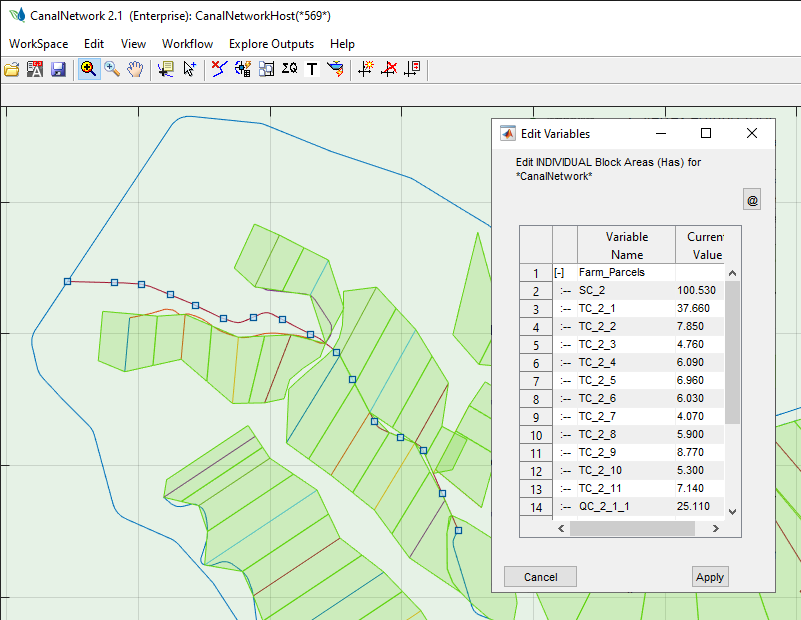 CanalNetwork 2.1 (Enterprise): CanalNetworkHost(*569*)
WorkSpace Edit View Workflow Explore Outputs Help
ΣQ T
Edit Variables
Edit INDIVIDUAL Block Areas (Has) for
*CanalNetwork*
@
Variable Name Current Value
1 [-] Farm_Parcels
2 :-- SC_2 100.530
3 :-- TC_2_1 37.660
4 :-- TC_2_2 7.850
5 :-- TC_2_3 4.760
6 :-- TC_2_4 6.090
7 :-- TC_2_5 6.960
8 :-- TC_2_6 6.030
9 :-- TC_2_7 4.070
10 :-- TC_2_8 5.900
11 :-- TC_2_9 8.770
12 :-- TC_2_10 5.300
13 :-- TC_2_11 7.140
14 :-- QC_2_1_1 25.110
Cancel Apply